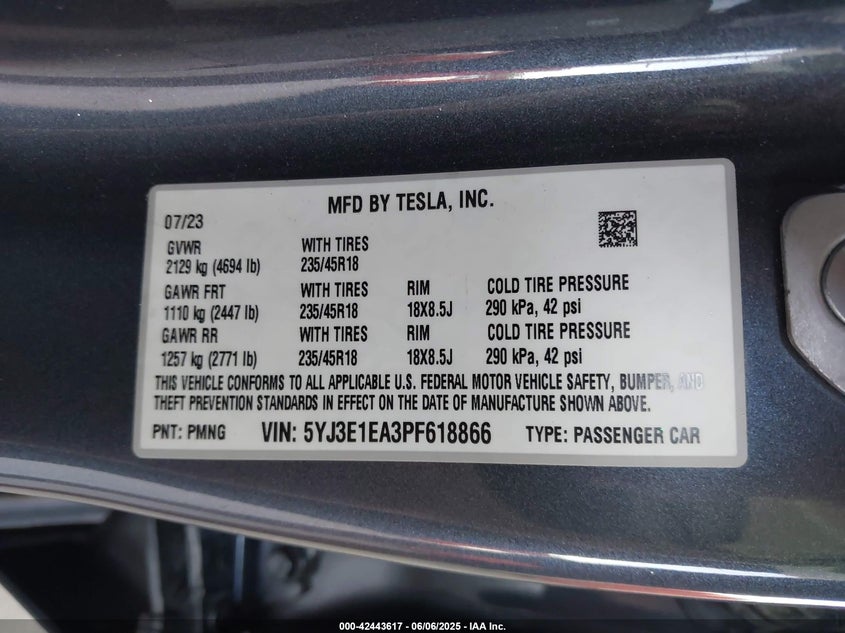 MFD BY TESLA, INC.
07/23
GVWR WITH TIRES
2129 kg (4694 lb) 235/45R18
GAWR FRT WITH TIRES RIM COLD TIRE PRESSURE
1110 kg (2447 lb) 235/45R18 18X8.5J 290 kPa, 42 psi
GAWR RR WITH TIRES RIM COLD TIRE PRESSURE
1257 kg (2771 lb) 235/45R18 18X8.5J 290 kPa, 42 psi
THIS VEHICLE CONFORMS TO ALL APPLICABLE U.S. FEDERAL MOTOR VEHICLE SAFETY, BUMPER, AND
THEFT PREVENTION STANDARDS IN EFFECT ON THE DATE OF MANUFACTURE SHOWN ABOVE.
PNT: PMNG VIN: 5YJ3E1EA3PF618866 TYPE: PASSENGER CAR
000-42443617 - 06/06/2025 - IAA Inc.